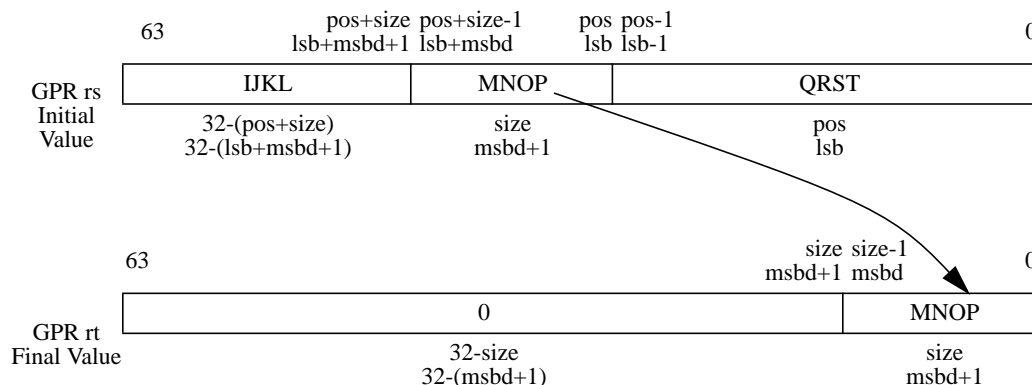 63 pos+size pos+size-1 pos pos-1 0
lsb+msbd+1 lsb+msbd lsb lsb-1
GPR rs
Initial
Value
IJKL MNOP QRST
32-(pos+size) size pos
32-(lsb+msbd+1) msbd+1 lsb
63 size size-1 0
msbd+1 msbd
GPR rt
Final Value
0 MNOP
32-size size
32-(msbd+1) msbd+1